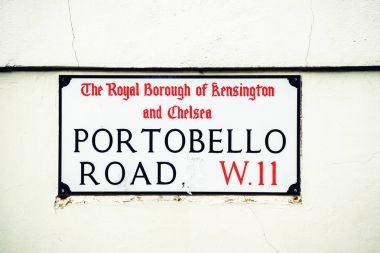 The Royal Borough of Kensington
and Chelsea
PORTOBELLO
ROAD, W.11